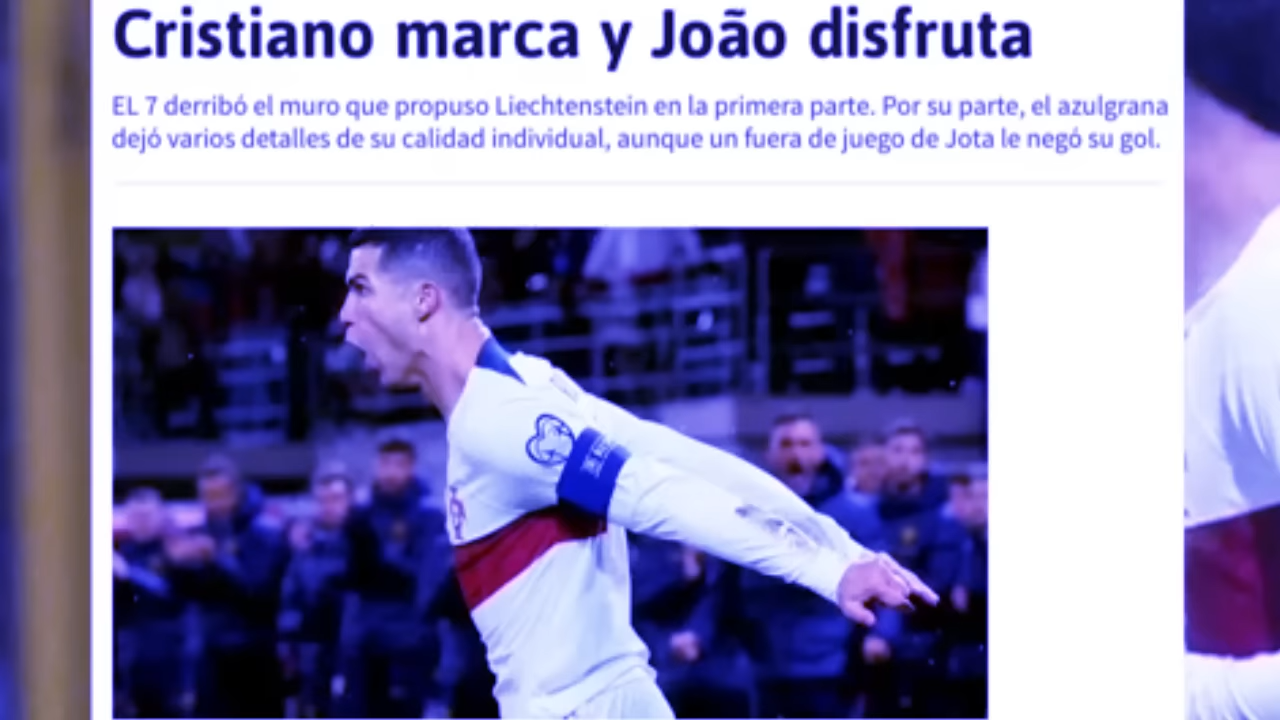 Cristiano marca y João disfruta
EL 7 derribó el muro que propuso Liechtenstein en la primera parte. Por su parte, el azulgrana
dejó varios detalles de su calidad individual, aunque un fuera de juego de Jota le negó su gol.